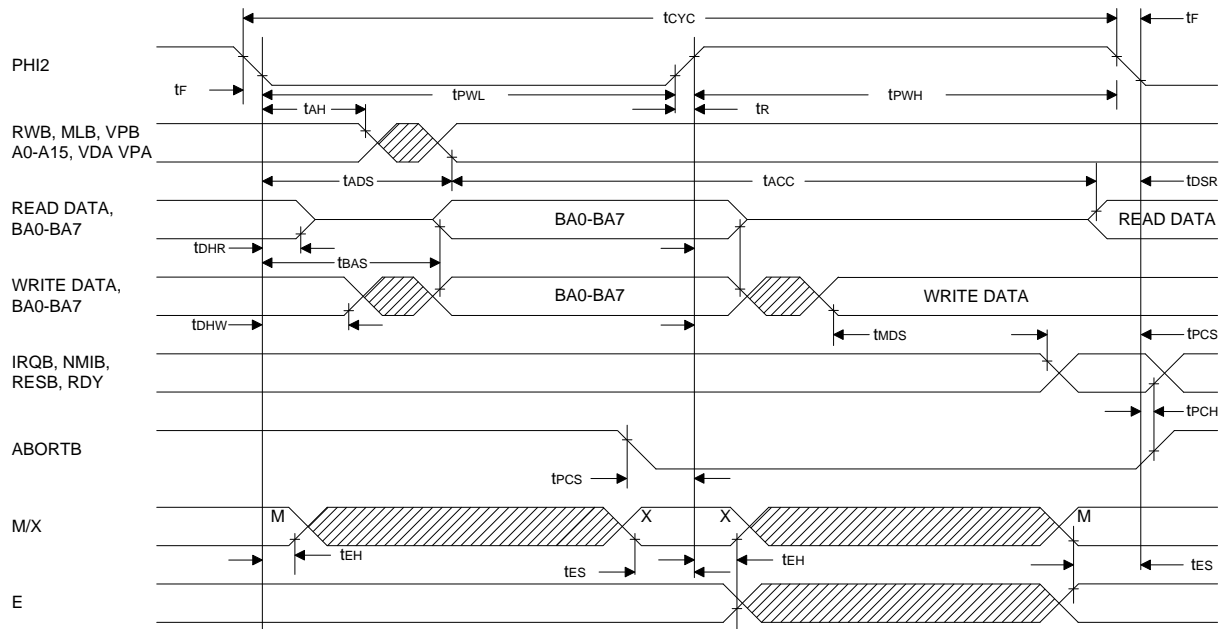 tCYC
tF
PHI2
tF
tPWL
tPWH
tAH
tR
RWB, MLB, VPB
A0-A15, VDA VPA
tADS
tACC
tDSR
READ DATA,
BA0-BA7
BA0-BA7
READ DATA
tDHR
tBAS
WRITE DATA,
BA0-BA7
BA0-BA7
WRITE DATA
tDHW
tMDS
tPCS
IRQB, NMIB,
RESB, RDY
tPCH
ABORTB
tPCS
M/X
M
X
X
M
tEH
tES
tEH
tES
E